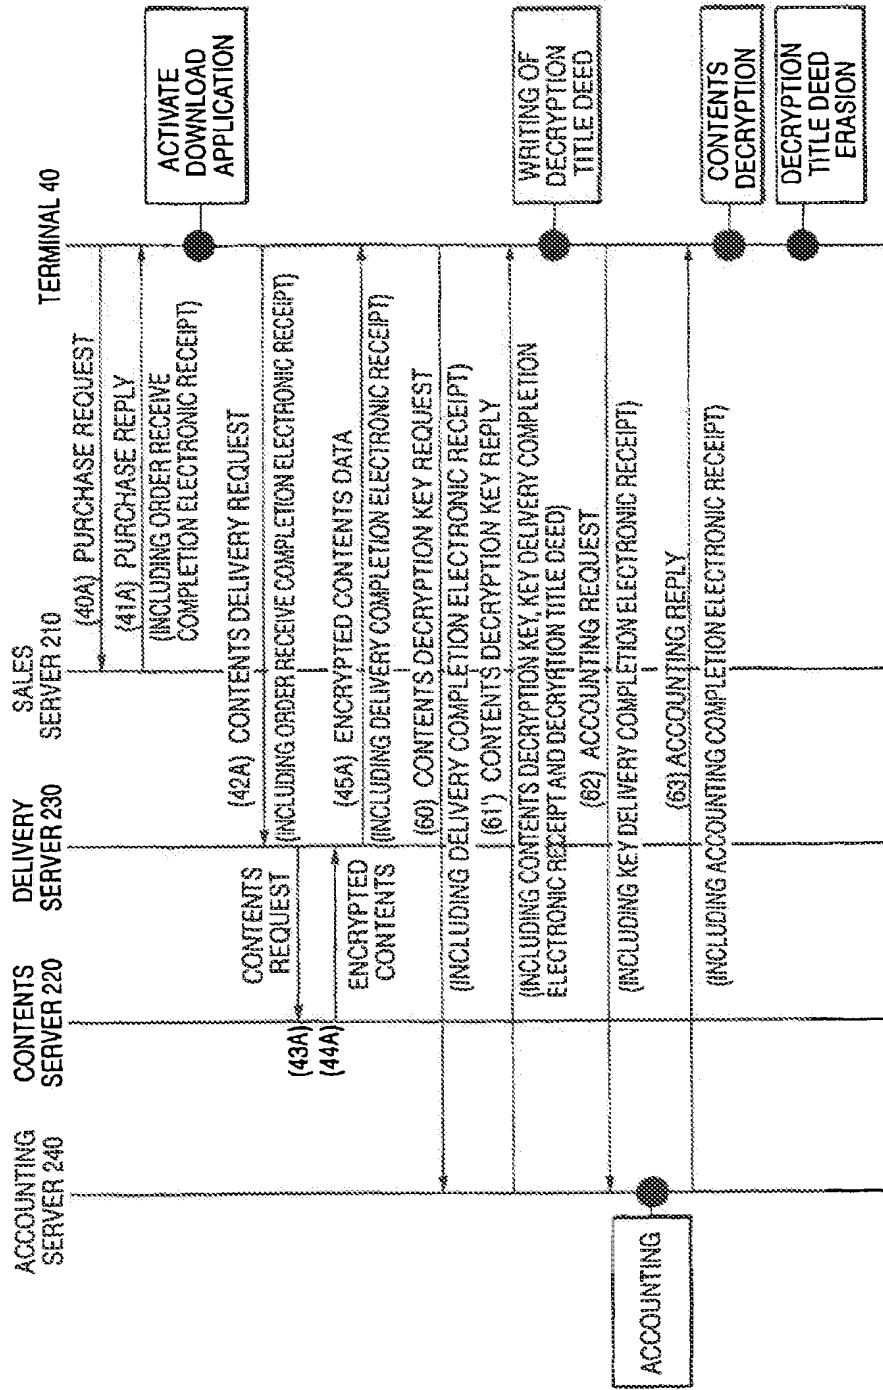 ACCOUNTING
SERVER 240
CONTENTS
SERVER 220
DELIVERY
SERVER 230
SALES
SERVER 210
TERMINAL 40
(40A) PURCHASE REQUEST
(41A) PURCHASE REPLY
(INCLUDING ORDER RECEIVE
COMPLETION ELECTRONIC RECEIPT)
ACTIVATE
DOWNLOAD
APPLICATION
(42A) CONTENTS DELIVERY REQUEST
(INCLUDING ORDER RECEIVE COMPLETION ELECTRONIC RECEIPT)
CONTENTS
REQUEST
(43A)
(44A)
ENCRYPTED
CONTENTS
(45A) ENCRYPTED CONTENTS DATA
(INCLUDING DELIVERY COMPLETION ELECTRONIC RECEIPT)
(60) CONTENTS DECRYPTION KEY REQUEST
(INCLUDING DELIVERY COMPLETION ELECTRONIC RECEIPT)
(61') CONTENTS DECRYPTION KEY REPLY
(INCLUDING CONTENTS DECRYPTION KEY, KEY DELIVERY COMPLETION
ELECTRONIC RECEIPT AND DECRYATION TITLE DEED)
WRITING OF
DECRYPTION
TITLE DEED
(62) ACCOUNTING REQUEST
(INCLUDING KEY DELIVERY COMPLETION ELECTRONIC RECEIPT)
ACCOUNTING
(63) ACCOUNTING REPLY
(INCLUDING ACCOUNTING COMPLETION ELECTRONIC RECEIPT)
CONTENTS
DECRYPTION
DECRYPTION
TITLE DEED
ERASION